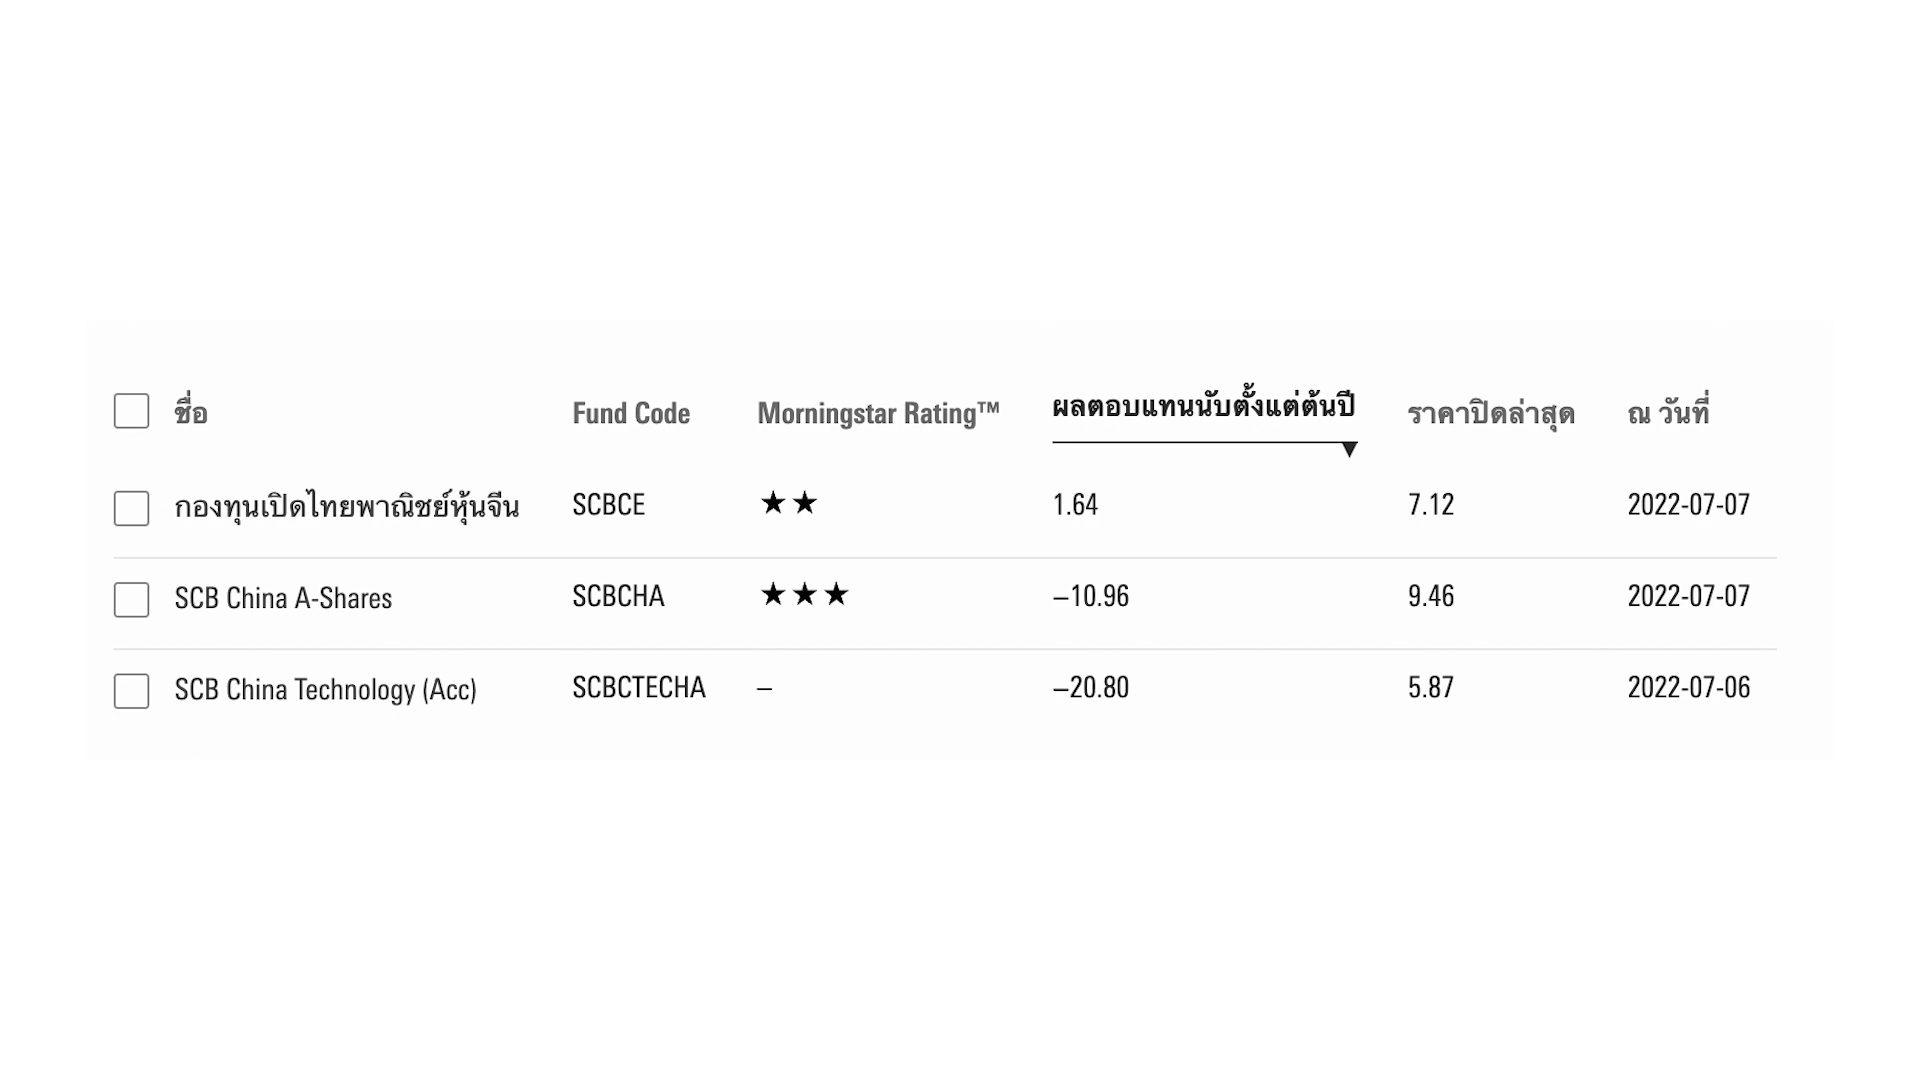 ชื่อ Fund Code Morningstar Rating™ ผลตอบแทนนับตั้งแต่ต้นปี ราคาปิดล่าสุด ณ วันที่
กองทุนเปิดไทยพาณิชย์หุ้นจีน SCBCE ★★ 1.64 7.12 2022-07-07
SCB China A-Shares SCBCHA ★★★ –10.96 9.46 2022-07-07
SCB China Technology (Acc) SCBCTECHA – –20.80 5.87 2022-07-06